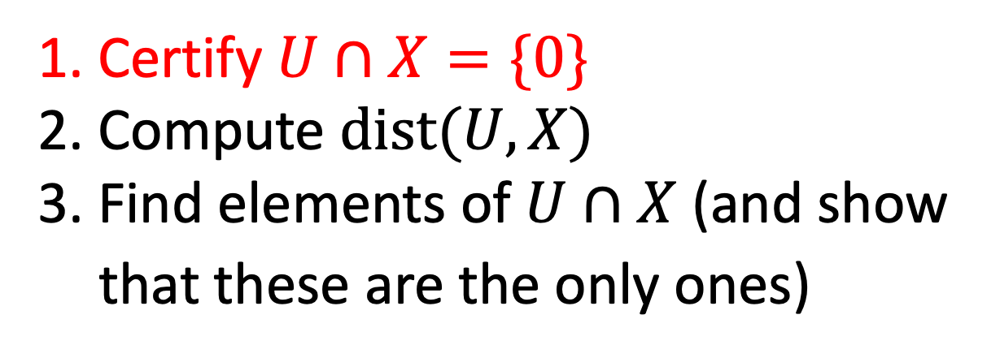 1. Certify 𝑈 ∩ 𝑋 = {0}
2. Compute dist(𝑈, 𝑋)
3. Find elements of 𝑈 ∩ 𝑋 (and show
that these are the only ones)